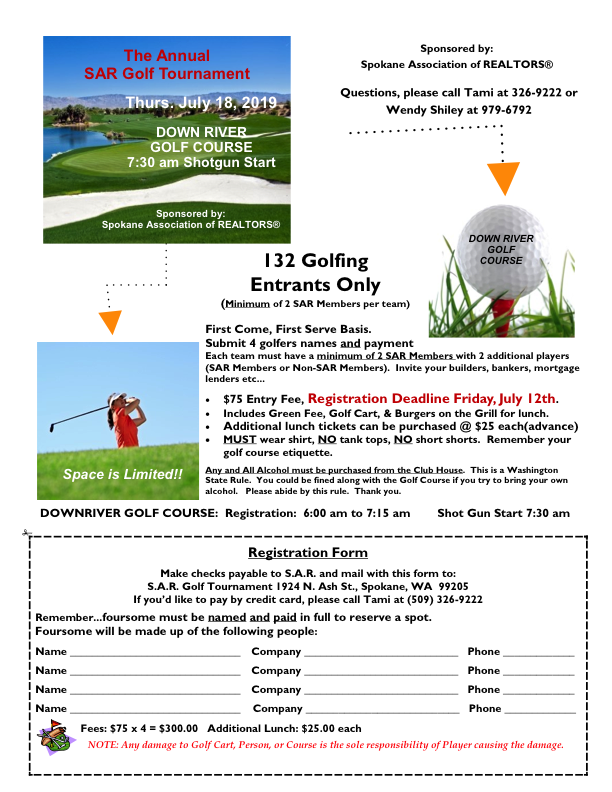 The Annual
SAR Golf Tournament
Thurs. July 18, 2019
DOWN RIVER
GOLF COURSE
7:30 am Shotgun Start
Sponsored by:
Spokane Association of REALTORS®
Sponsored by:
Spokane Association of REALTORS®
Questions, please call Tami at 326-9222 or
Wendy Shiley at 979-6792
DOWN RIVER
GOLF
COURSE
132 Golfing
Entrants Only
(Minimum of 2 SAR Members per team)
First Come, First Serve Basis.
Submit 4 golfers names and payment
Each team must have a minimum of 2 SAR Members with 2 additional players
(SAR Members or Non-SAR Members). Invite your builders, bankers, mortgage
lenders etc...
• $75 Entry Fee, Registration Deadline Friday, July 12th.
• Includes Green Fee, Golf Cart, & Burgers on the Grill for lunch.
• Additional lunch tickets can be purchased @ $25 each(advance)
• MUST wear shirt, NO tank tops, NO short shorts. Remember your
golf course etiquette.
Space is Limited!!
Any and All Alcohol must be purchased from the Club House. This is a Washington
State Rule. You could be fined along with the Golf Course if you try to bring your own
alcohol. Please abide by this rule. Thank you.
DOWNRIVER GOLF COURSE: Registration: 6:00 am to 7:15 am Shot Gun Start 7:30 am
Registration Form
Make checks payable to S.A.R. and mail with this form to:
S.A.R. Golf Tournament 1924 N. Ash St., Spokane, WA 99205
If you'd like to pay by credit card, please call Tami at (509) 326-9222
Remember...foursome must be named and paid in full to reserve a spot.
Foursome will be made up of the following people:
Name ____________________________ Company _________________________ Phone ____________
Name ____________________________ Company _________________________ Phone ____________
Name ____________________________ Company _________________________ Phone ____________
Name ____________________________ Company _________________________ Phone ____________
Fees: $75 x 4 = $300.00 Additional Lunch: $25.00 each
NOTE: Any damage to Golf Cart, Person, or Course is the sole responsibility of Player causing the damage.